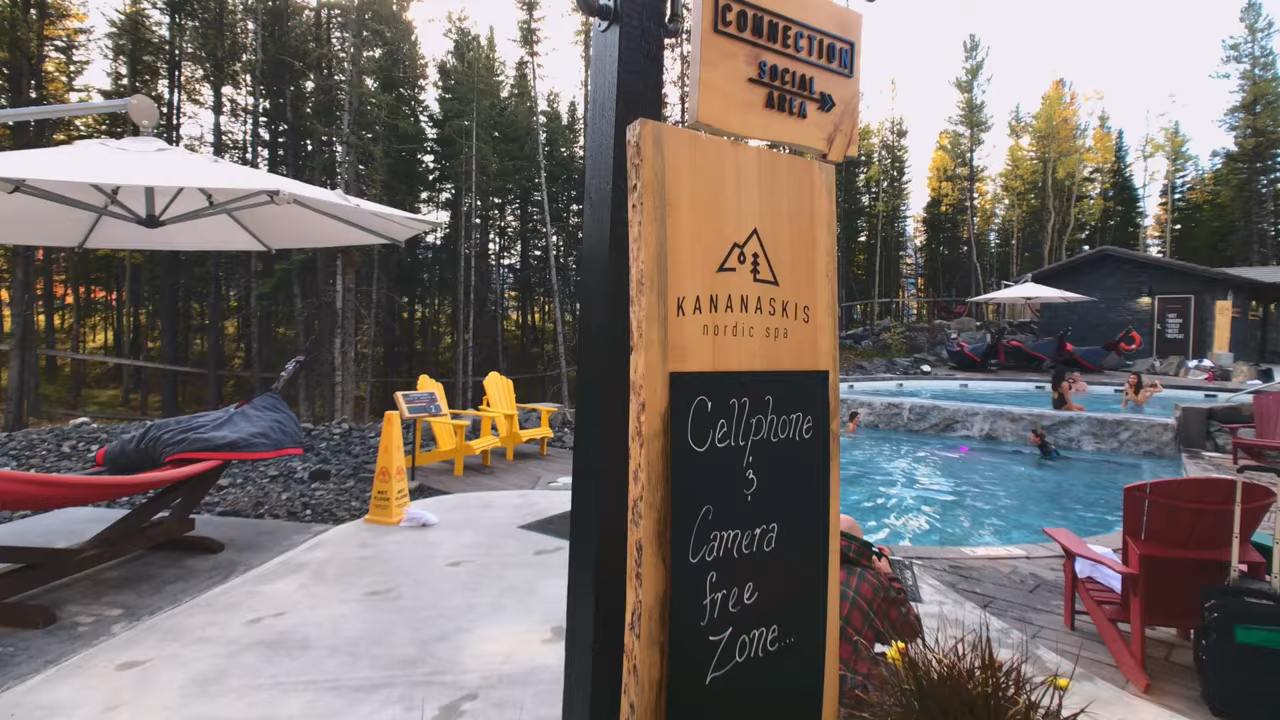 CONNECTION
SOCIAL
AREA
KANANASKIS
nordic spa
Cellphone
&
Camera
free
Zone...